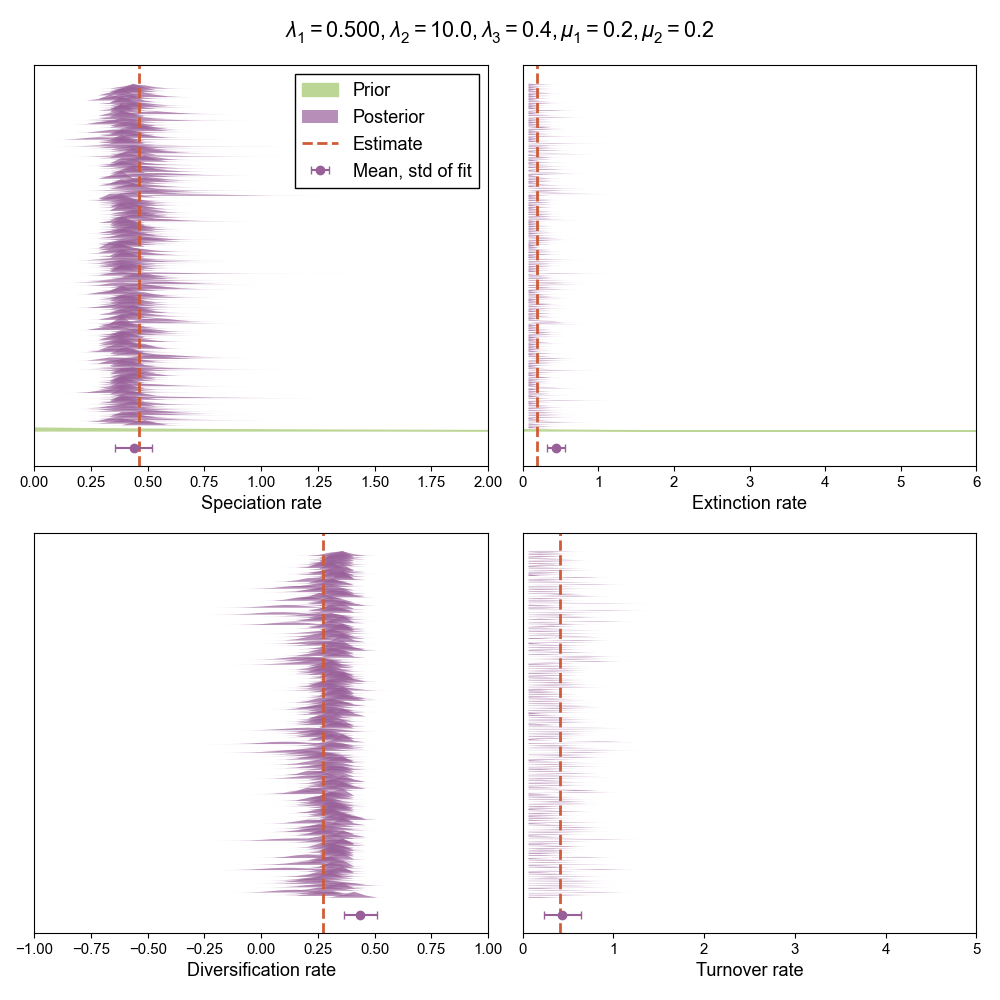 λ₁ = 0.500, λ₂ = 10.0, λ₃ = 0.4, μ₁ = 0.2, μ₂ = 0.2
Prior
Posterior
Estimate
Mean, std of fit
0.00 0.25 0.50 0.75 1.00 1.25 1.50 1.75 2.00
Speciation rate
0 1 2 3 4 5 6
Extinction rate
−1.00 −0.75 −0.50 −0.25 0.00 0.25 0.50 0.75 1.00
Diversification rate
0 1 2 3 4 5
Turnover rate